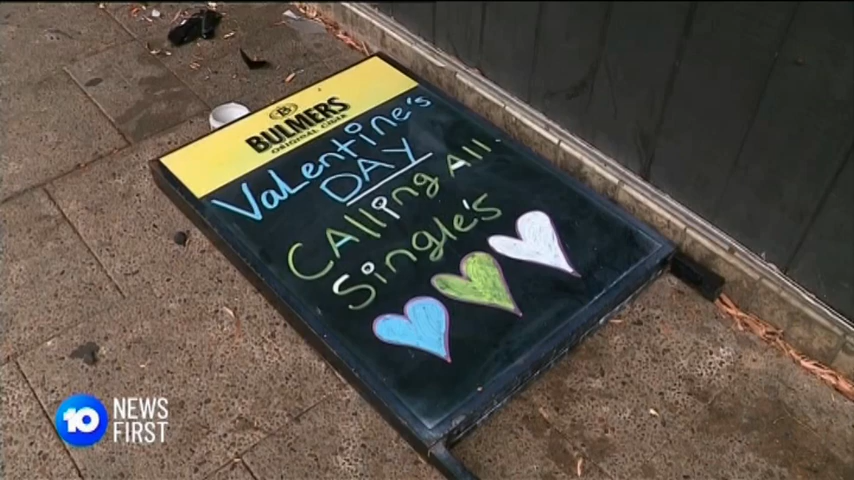 B
BULMERS
ORIGINAL CIDER
Valentine's
DAY
CAlling All.
Single's
10 NEWS
FIRST